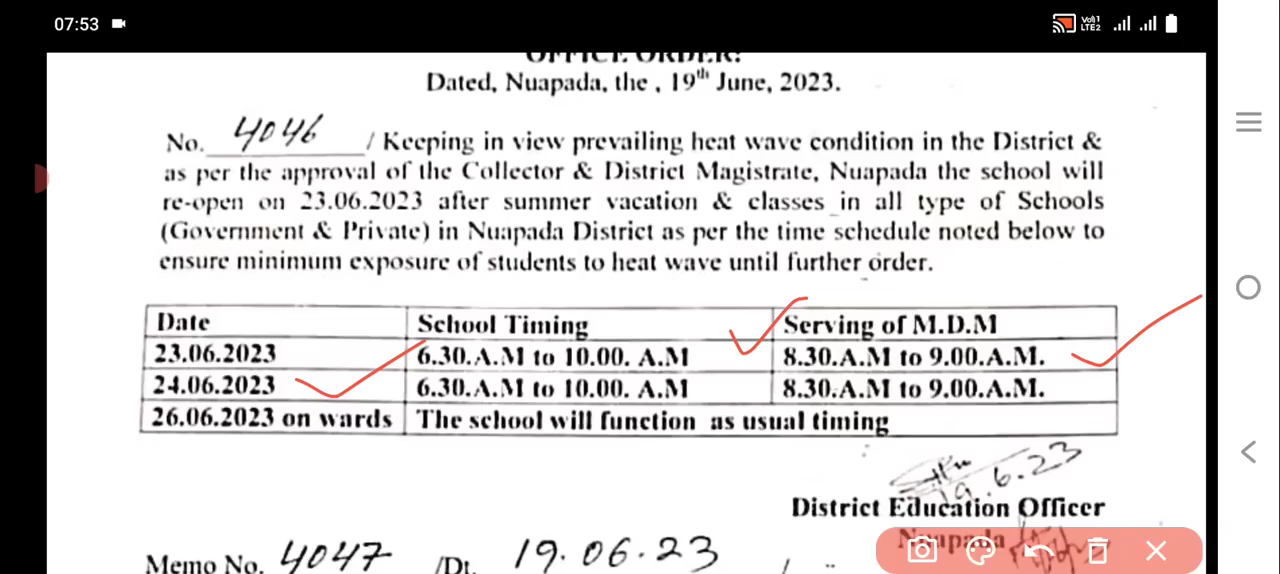 07:53
Vo))1
LTE2
OFFICE ORDER:
Dated, Nuapada, the , 19th June, 2023.
No. 4046 / Keeping in view prevailing heat wave condition in the District &
as per the approval of the Collector & District Magistrate, Nuapada the school will
re-open on 23.06.2023 after summer vacation & classes in all type of Schools
(Government & Private) in Nuapada District as per the time schedule noted below to
ensure minimum exposure of students to heat wave until further order.
Date School Timing Serving of M.D.M
23.06.2023 6.30.A.M to 10.00. A.M 8.30.A.M to 9.00.A.M.
24.06.2023 6.30.A.M to 10.00. A.M 8.30.A.M to 9.00.A.M.
26.06.2023 on wards The school will function as usual timing
19.6.23
District Education Officer
Nuapada
Memo No. 4047 /Dt. 19.06.23 /